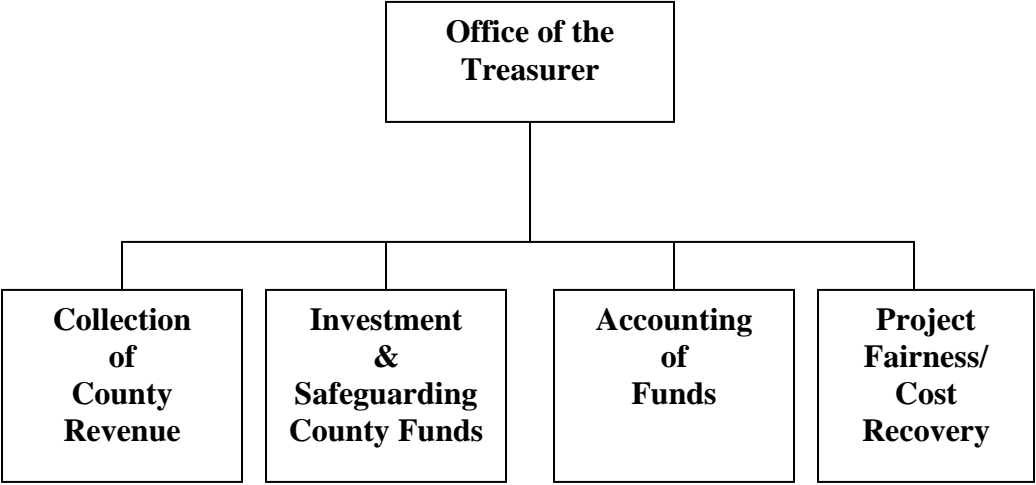 Office of the
Treasurer
Collection
of
County
Revenue
Investment
&
Safeguarding
County Funds
Accounting
of
Funds
Project
Fairness/
Cost
Recovery